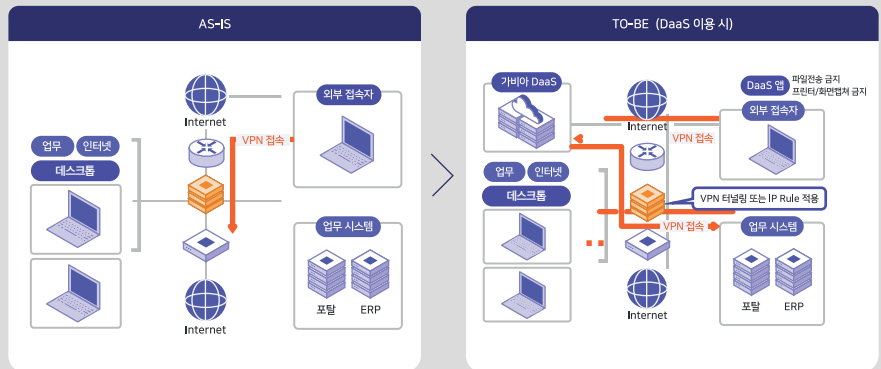 AS-IS
Internet
외부 접속자
VPN 접속
업무
인터넷
데스크톱
업무 시스템
포탈
ERP
Internet
TO-BE (DaaS 이용 시)
가비아 DaaS
Internet
DaaS 앱
파일전송 금지
프린터/화면캡쳐 금지
외부 접속자
VPN 접속
업무
인터넷
데스크톱
VPN 터널링 또는 IP Rule 적용
VPN 접속
업무 시스템
포탈
ERP
Internet